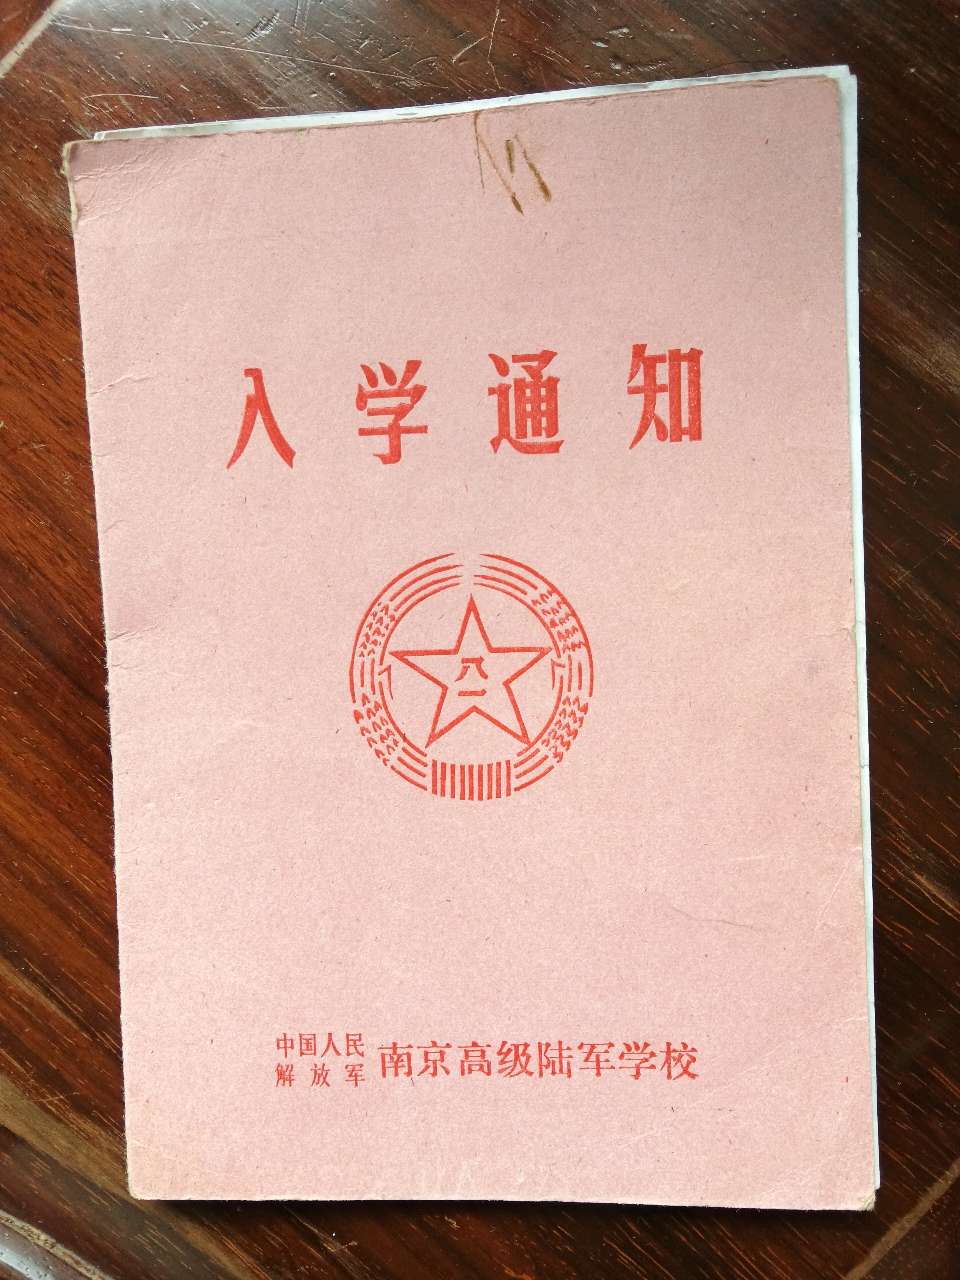 入学通知
八一
中国人民
解放军
南京高级陆军学校